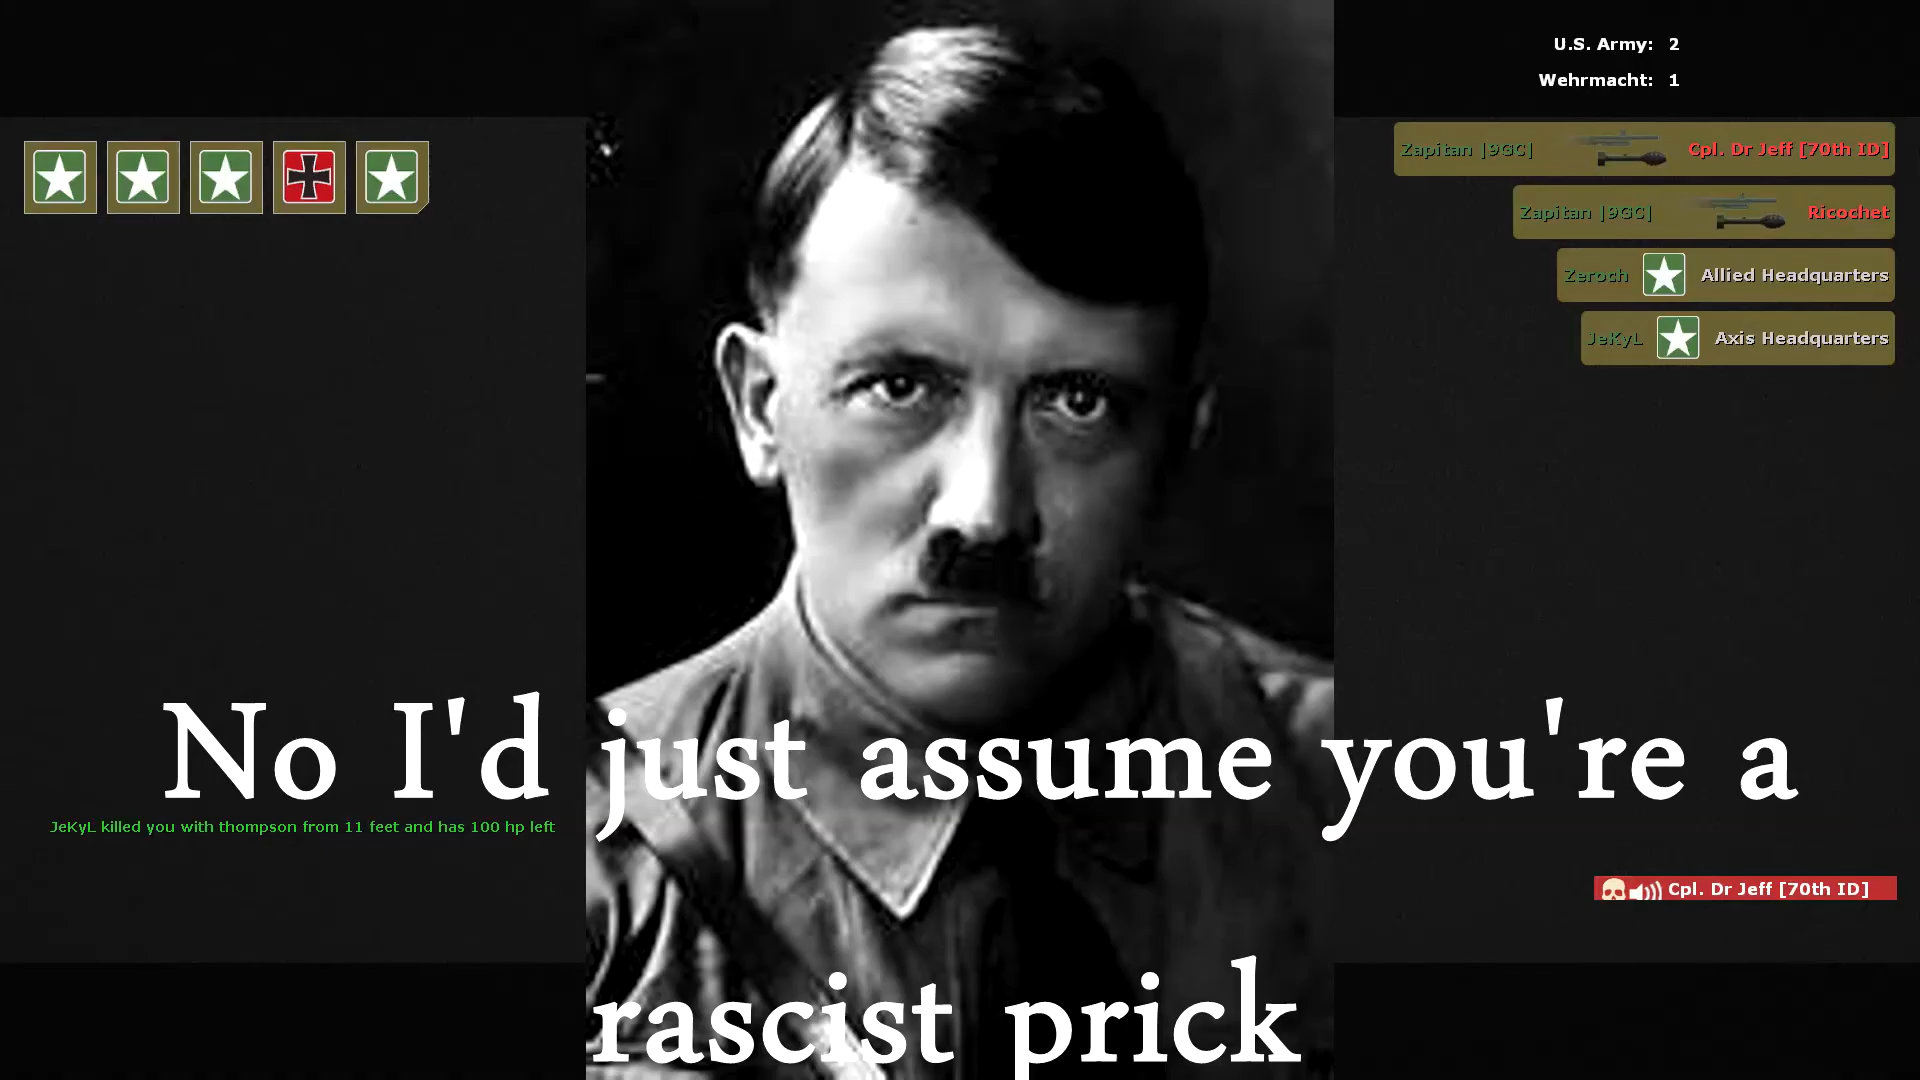 U.S. Army: 2
Wehrmacht: 1
Zapitan [9GC] Cpl. Dr Jeff [70th ID]
Zapitan [9GC] Ricochet
Zeroch Allied Headquarters
JeKyL Axis Headquarters
No I'd just assume you're a
JeKyL killed you with thompson from 11 feet and has 100 hp left
Cpl. Dr Jeff [70th ID]
rascist prick